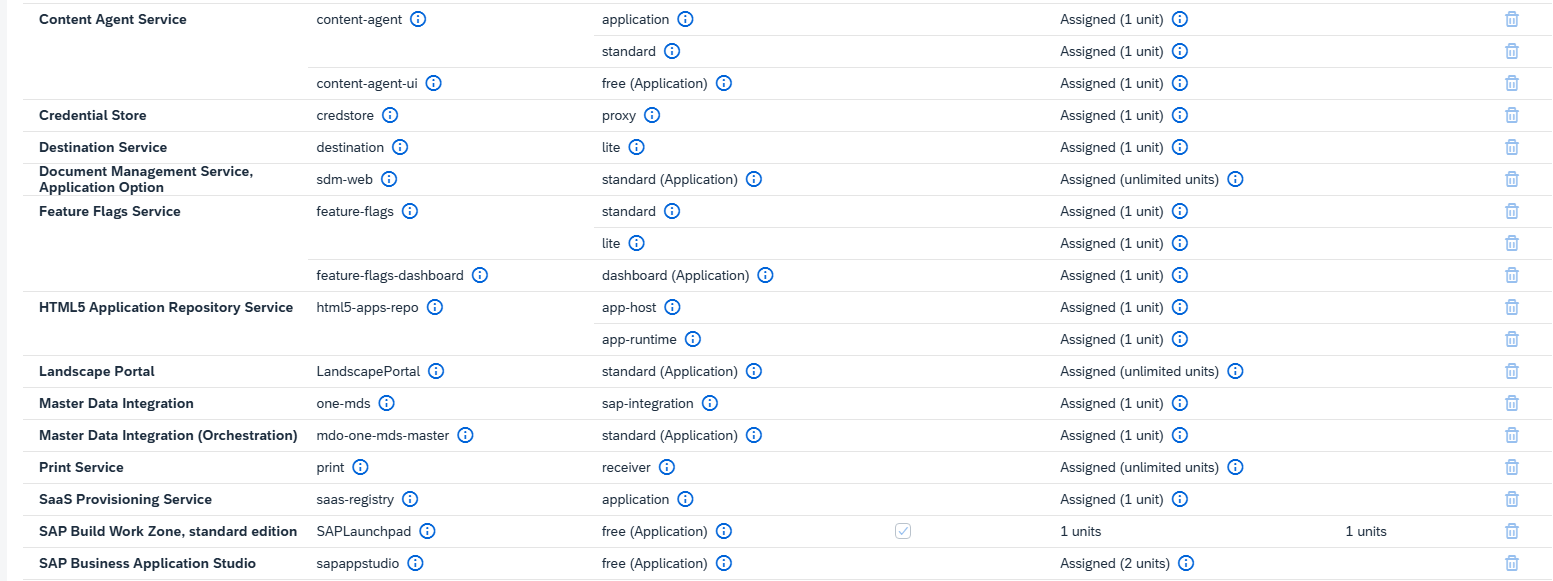 Content Agent Service content-agent application Assigned (1 unit)
standard Assigned (1 unit)
content-agent-ui free (Application) Assigned (1 unit)
Credential Store credstore proxy Assigned (1 unit)
Destination Service destination lite Assigned (1 unit)
Document Management Service,
Application Option sdm-web standard (Application) Assigned (unlimited units)
Feature Flags Service feature-flags standard Assigned (1 unit)
lite Assigned (1 unit)
feature-flags-dashboard dashboard (Application) Assigned (1 unit)
HTML5 Application Repository Service html5-apps-repo app-host Assigned (1 unit)
app-runtime Assigned (1 unit)
Landscape Portal LandscapePortal standard (Application) Assigned (unlimited units)
Master Data Integration one-mds sap-integration Assigned (1 unit)
Master Data Integration (Orchestration) mdo-one-mds-master standard (Application) Assigned (1 unit)
Print Service print receiver Assigned (unlimited units)
SaaS Provisioning Service saas-registry application Assigned (1 unit)
SAP Build Work Zone, standard edition SAPLaunchpad free (Application) 1 units 1 units
SAP Business Application Studio sapappstudio free (Application) Assigned (2 units)